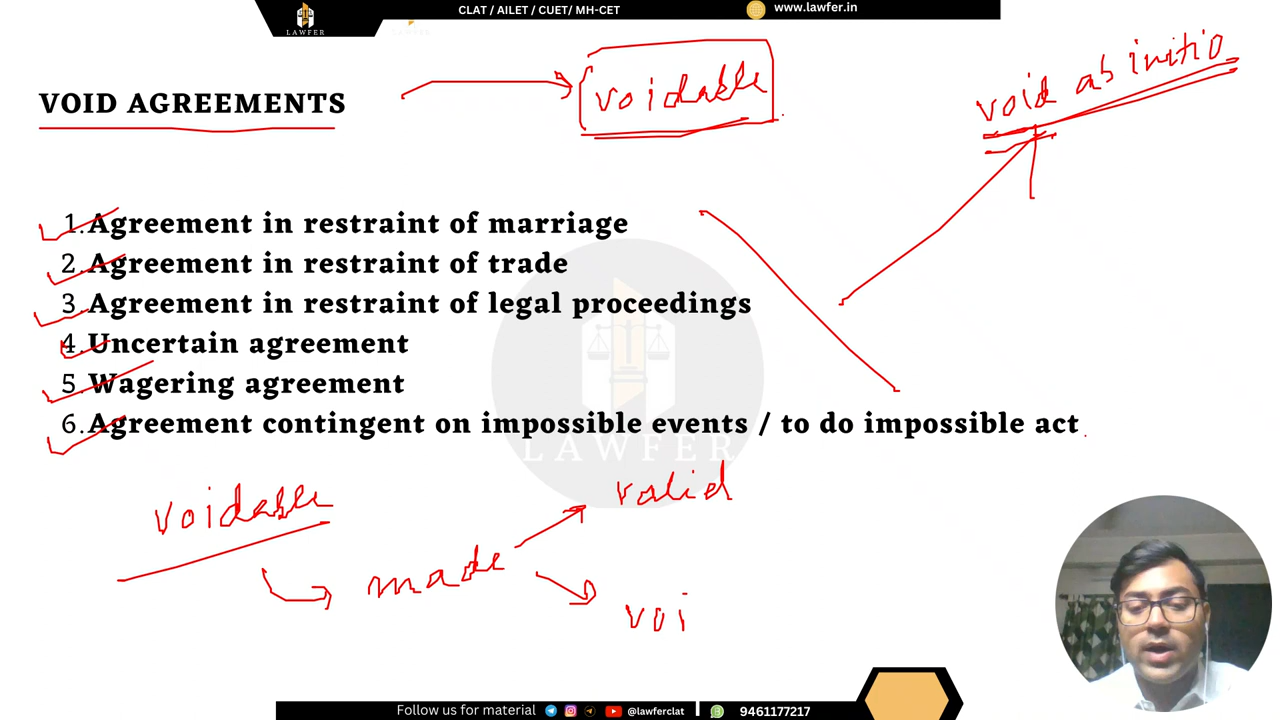 CLAT / AILET / CUET/ MH-CET
www.lawfer.in
LAWFER
voidable
void ab initio
VOID AGREEMENTS
1. Agreement in restraint of marriage
2. Agreement in restraint of trade
3. Agreement in restraint of legal proceedings
4. Uncertain agreement
5. Wagering agreement
6. Agreement contingent on impossible events / to do impossible act
LAWFER
voidable
valid
made
voi
Follow us for material @lawferclat 9461177217